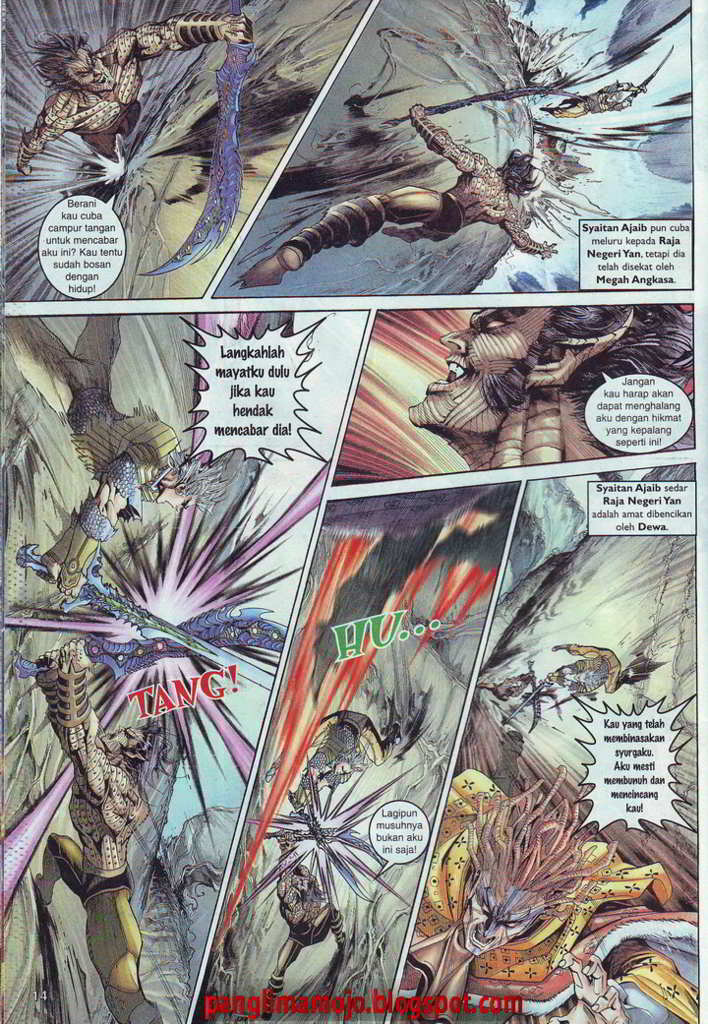 Berani
kau cuba
campur tangan
untuk mencabar
aku ini? Kau tentu
sudah bosan
dengan
hidup!
Syaitan Ajaib pun cuba
meluru kepada Raja
Negeri Yan, tetapi dia
telah disekat oleh
Megah Angkasa.
Langkahlah
mayatku dulu
jika kau
hendak
mencabar dia!
TANG!
Jangan
kau harap akan
dapat menghalang
aku dengan hikmat
yang kepalang
seperti ini!
HU...
Lagipun
musuhnya
bukan aku
ini saja!
Syaitan Ajaib sedar
Raja Negeri Yan
adalah amat dibencikan
oleh Dewa.
Kau yang telah
membinasakan
syurgaku.
Aku mesti
membunuh dan
mencincang
kau!
14
panglimamojo.blogspot.com